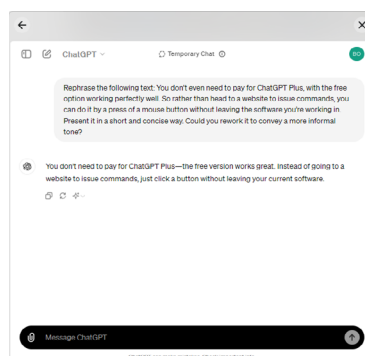 ChatGPT
Temporary Chat
BO
Rephrase the following text: You don't even need to pay for ChatGPT Plus, with the free
option working perfectly well. So rather than head to a website to issue commands, you
can do it by a press of a mouse button without leaving the software you're working in
Present it in a short and concise way. Could you rework it to convey a more informal
tone?
You don't need to pay for ChatGPT Plus—the free version works great. Instead of going to a
website to issue commands, just click a button without leaving your current software.
Message ChatGPT